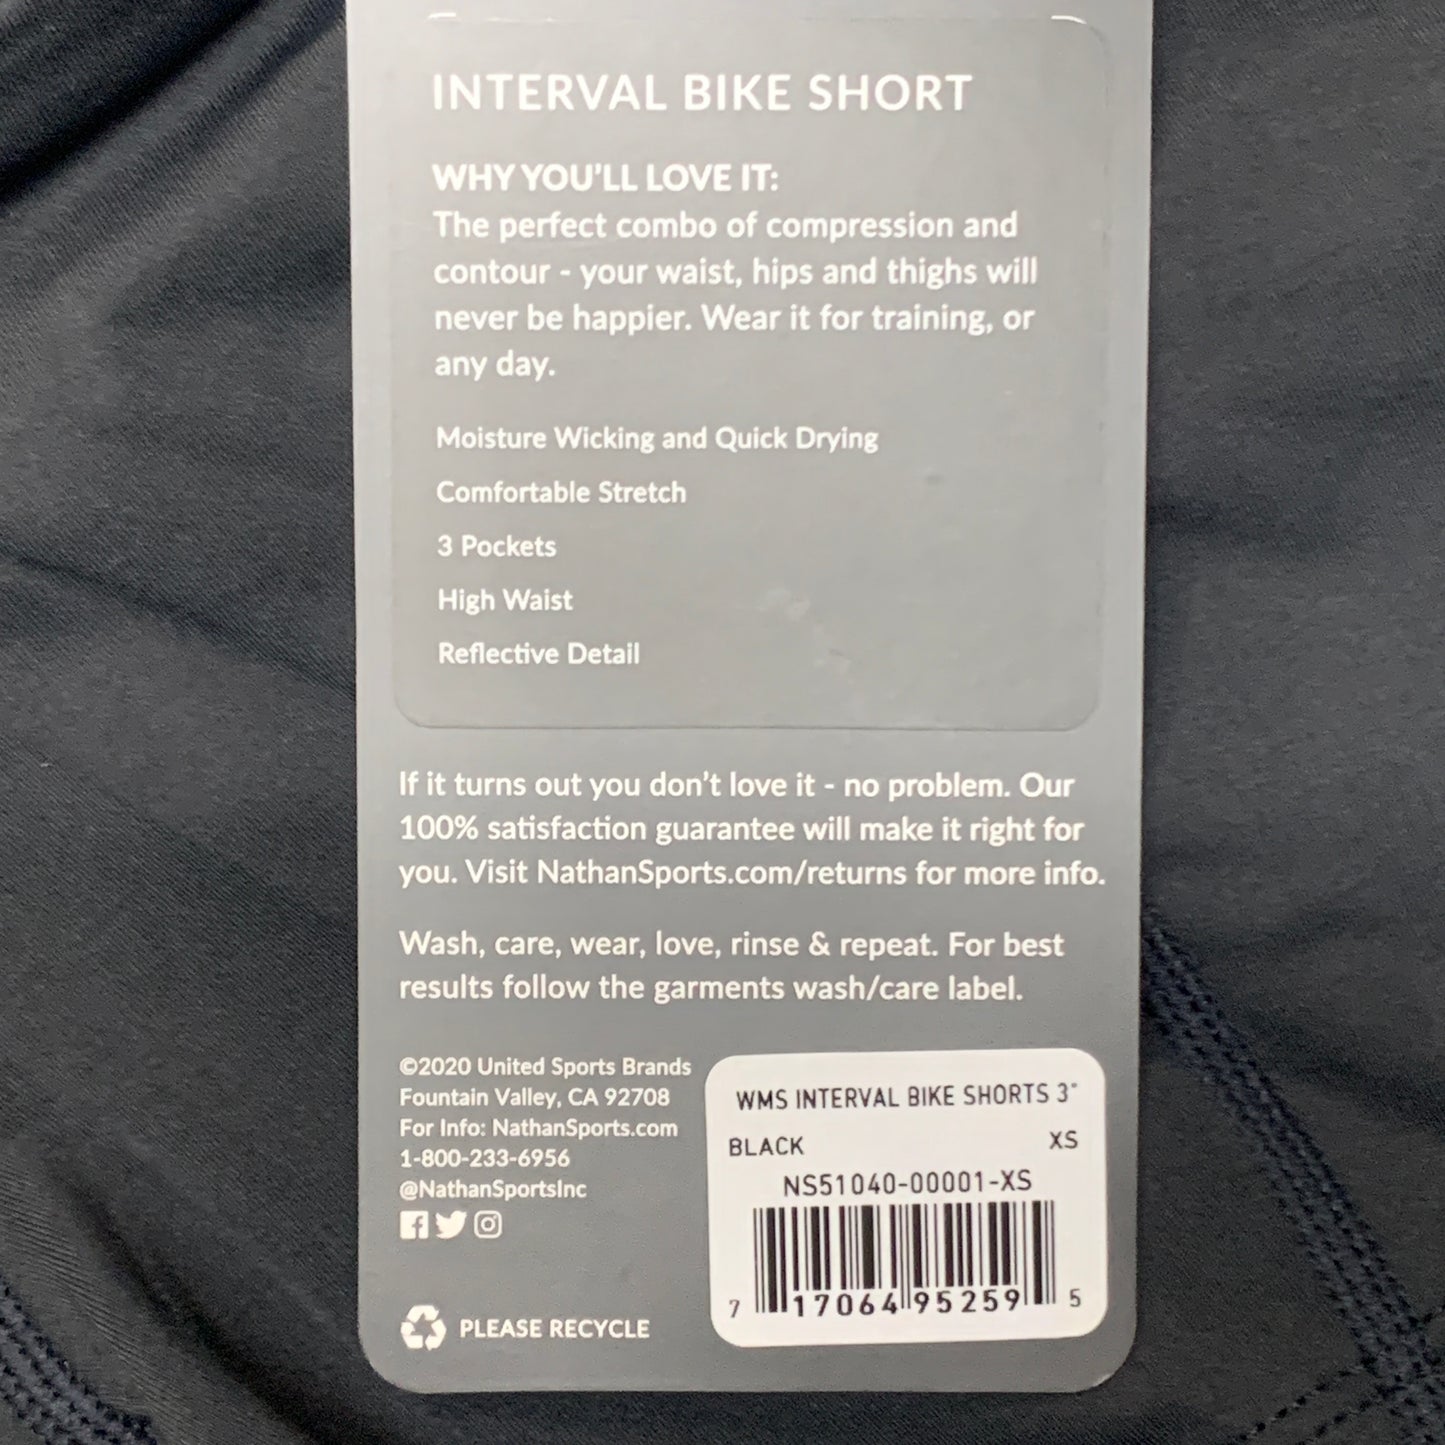 INTERVAL BIKE SHORT
WHY YOU'LL LOVE IT:
The perfect combo of compression and
contour - your waist, hips and thighs will
never be happier. Wear it for training, or
any day.
Moisture Wicking and Quick Drying
Comfortable Stretch
3 Pockets
High Waist
Reflective Detail
If it turns out you don't love it - no problem. Our
100% satisfaction guarantee will make it right for
you. Visit NathanSports.com/returns for more info.
Wash, care, wear, love, rinse & repeat. For best
results follow the garments wash/care label.
©2020 United Sports Brands
Fountain Valley, CA 92708
For Info: NathanSports.com
1-800-233-6956
@NathanSportsInc
PLEASE RECYCLE
WMS INTERVAL BIKE SHORTS 3"
BLACK XS
NS51040-00001-XS
7 17064 95259 5